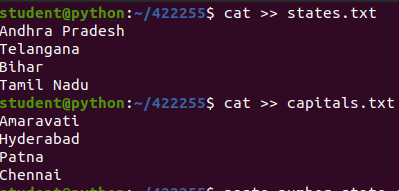 student@python:~/422255$ cat >> states.txt
Andhra Pradesh
Telangana
Bihar
Tamil Nadu
student@python:~/422255$ cat >> capitals.txt
Amaravati
Hyderabad
Patna
Chennai